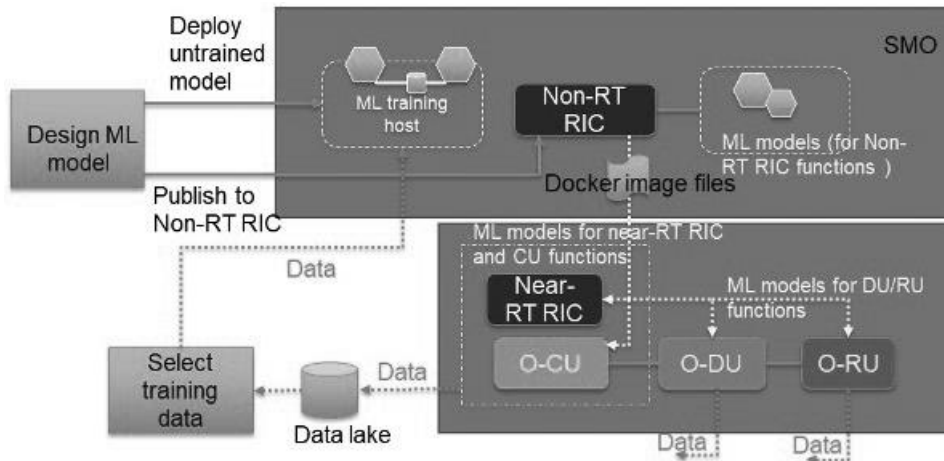 Deploy
untrained
model
SMO
ML training
host
Non-RT
RIC
ML models (for Non-
RT RIC functions )
Design ML
model
Publish to
Non-RT RIC
Docker image files
Data
ML models for near-RT RIC
and CU functions
Near-
RT RIC
ML models for DU/RU
functions
O-CU
O-DU
O-RU
Select
training
data
Data
Data lake
Data
Data